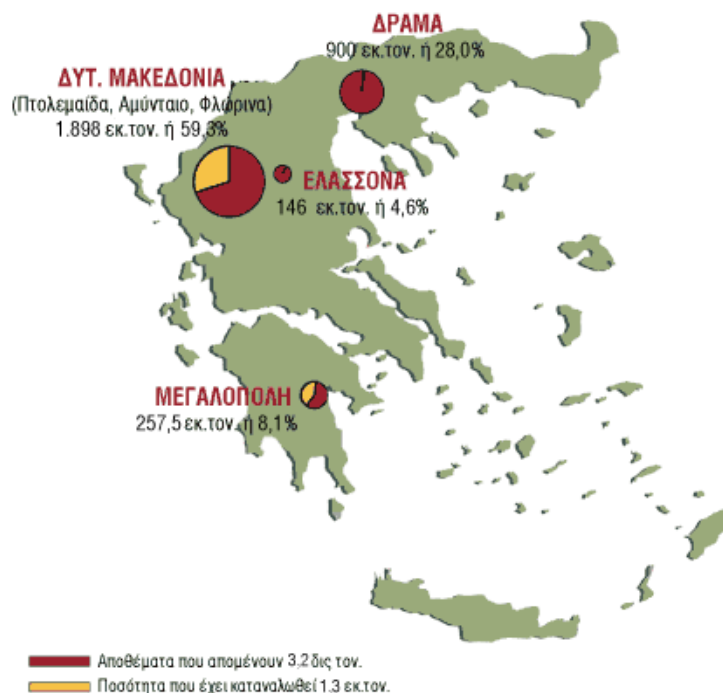 ΔΡΑΜΑ
900 εκ.τον. ή 28,0%
ΔΥΤ. ΜΑΚΕΔΟΝΙΑ
(Πτολεμαίδα, Αμύνταιο, Φλώρινα)
1.898 εκ.τον. ή 59,3%
ΕΛΑΣΣΟΝΑ
146 εκ.τον. ή 4,6%
ΜΕΓΑΛΟΠΟΛΗ
257,5 εκ.τον. ή 8,1%
Αποθέματα που απομένουν 3,2 δις τον.
Ποσότητα που έχει καταναλωθεί 1.3 εκ.τον.